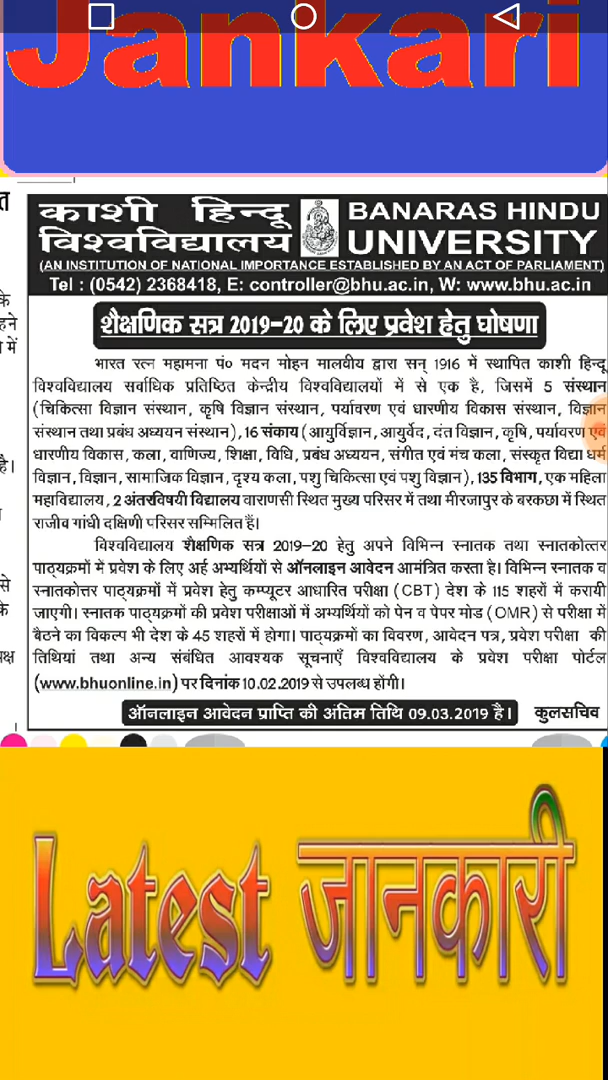 Jankari
त
के
हने
में
है।
से
के
पक्ष
काशी हिन्दू
विश्वविद्यालय
BANARAS HINDU
UNIVERSITY
(AN INSTITUTION OF NATIONAL IMPORTANCE ESTABLISHED BY AN ACT OF PARLIAMENT)
Tel : (0542) 2368418, E: controller@bhu.ac.in, W: www.bhu.ac.in
शैक्षणिक सत्र 2019-20 के लिए प्रवेश हेतु घोषणा
भारत रत्न महामना पं० मदन मोहन मालवीय द्वारा सन् 1916 में स्थापित काशी हिन्दू
विश्वविद्यालय सर्वाधिक प्रतिष्ठित केन्द्रीय विश्वविद्यालयों में से एक है, जिसमें 5 संस्थान
(चिकित्सा विज्ञान संस्थान, कृषि विज्ञान संस्थान, पर्यावरण एवं धारणीय विकास संस्थान, विज्ञान
संस्थान तथा प्रबंध अध्ययन संस्थान), 16 संकाय (आयुर्विज्ञान, आयुर्वेद, दंत विज्ञान, कृषि, पर्यावरण एवं
धारणीय विकास, कला, वाणिज्य, शिक्षा, विधि, प्रबंध अध्ययन, संगीत एवं मंच कला, संस्कृत विद्या धर्म
विज्ञान, विज्ञान, सामाजिक विज्ञान, दृश्य कला, पशु चिकित्सा एवं पशु विज्ञान), 135 विभाग, एक महिला
महाविद्यालय, 2 अंतरविषयी विद्यालय वाराणसी स्थित मुख्य परिसर में तथा मीरजापुर के बरकछा में स्थित
राजीव गांधी दक्षिणी परिसर सम्मिलित हैं।
विश्वविद्यालय शैक्षणिक सत्र 2019-20 हेतु अपने विभिन्न स्नातक तथा स्नातकोत्तर
पाठ्यक्रमों में प्रवेश के लिए अर्ह अभ्यर्थियों से ऑनलाइन आवेदन आमंत्रित करता है। विभिन्न स्नातक व
स्नातकोत्तर पाठ्यक्रमों में प्रवेश हेतु कम्प्यूटर आधारित परीक्षा (CBT) देश के 115 शहरों में करायी
जाएगी। स्नातक पाठ्यक्रमों की प्रवेश परीक्षाओं में अभ्यर्थियों को पेन व पेपर मोड (OMR) से परीक्षा में
बैठने का विकल्प भी देश के 45 शहरों में होगा। पाठ्यक्रमों का विवरण, आवेदन पत्र, प्रवेश परीक्षा की
तिथियां तथा अन्य संबंधित आवश्यक सूचनाएँ विश्वविद्यालय के प्रवेश परीक्षा पोर्टल
(www.bhuonline.in) पर दिनांक 10.02.2019 से उपलब्ध होंगी।
ऑनलाइन आवेदन प्राप्ति की अंतिम तिथि 09.03.2019 है। कुलसचिव
Latest जानकारी